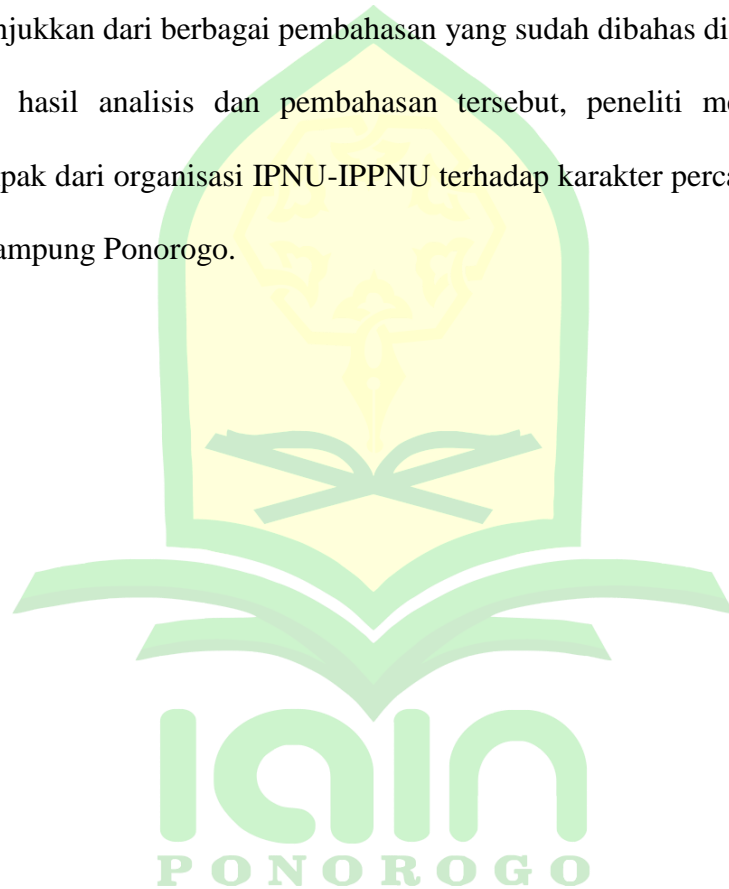 njukkan dari berbagai pembahasan yang sudah dibahas di
hasil analisis dan pembahasan tersebut, peneliti me
pak dari organisasi IPNU-IPPNU terhadap karakter perca
ampung Ponorogo.
iain
PONOROGO